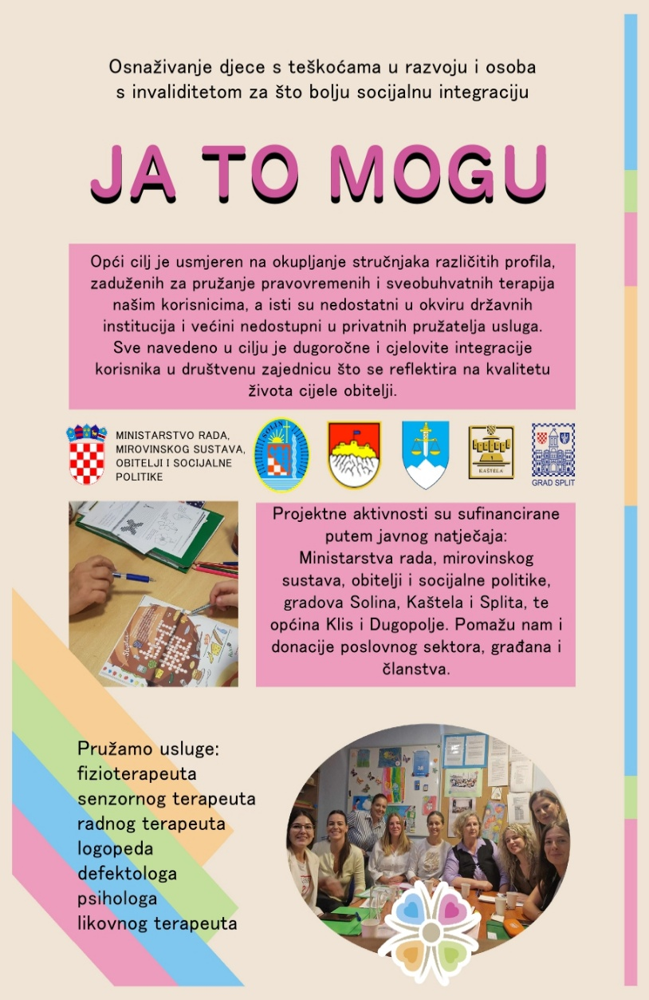 Osnaživanje djece s teškoćama u razvoju i osoba
s invaliditetom za što bolju socijalnu integraciju
JA TO MOGU
Opći cilj je usmjeren na okupljanje stručnjaka različitih profila,
zaduženih za pružanje pravovremenih i sveobuhvatnih terapija
našim korisnicima, a isti su nedostatni u okviru državnih
institucija i većini nedostupni u privatnih pružatelja usluga.
Sve navedeno u cilju je dugoročne i cjelovite integracije
korisnika u društvenu zajednicu što se reflektira na kvalitetu
života cijele obitelji.
MINISTARSTVO RADA,
MIROVINSKOG SUSTAVA,
OBITELJI I SOCIJALNE
POLITIKE
SOLIN
KAŠTELA
GRAD SPLIT
Projektne aktivnosti su sufinancirane
putem javnog natječaja:
Ministarstva rada, mirovinskog
sustava, obitelji i socijalne politike,
gradova Solina, Kaštela i Splita, te
općina Klis i Dugopolje. Pomažu nam i
donacije poslovnog sektora, građana i
članstva.
Pružamo usluge:
fizioterapeuta
senzornog terapeuta
radnog terapeuta
logopeda
defektologa
psihologa
likovnog terapeuta